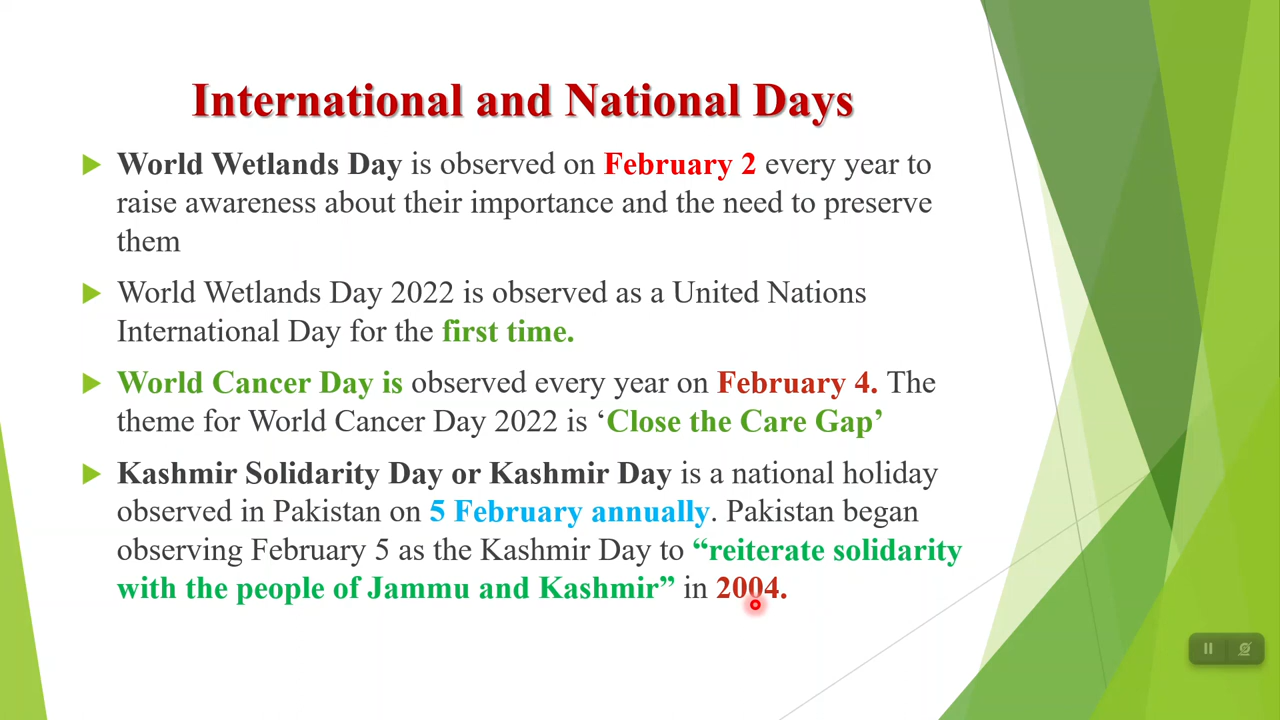 International and National Days
World Wetlands Day is observed on February 2 every year to
raise awareness about their importance and the need to preserve
them
World Wetlands Day 2022 is observed as a United Nations
International Day for the first time.
World Cancer Day is observed every year on February 4. The
theme for World Cancer Day 2022 is ‘Close the Care Gap’
Kashmir Solidarity Day or Kashmir Day is a national holiday
observed in Pakistan on 5 February annually. Pakistan began
observing February 5 as the Kashmir Day to “reiterate solidarity
with the people of Jammu and Kashmir” in 2004.